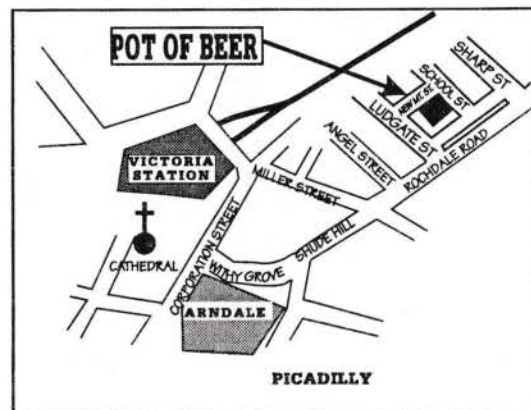 POT OF BEER
SHARP ST
SCHOOL ST
NEW MT. ST.
LUDGATE ST
ANGEL STREET
ROCHDALE ROAD
VICTORIA
STATION
MILLER STREET
CORPORATION STREET
SHUDE HILL
WITHY GROVE
CATHEDRAL
ARNDALE
PICADILLY